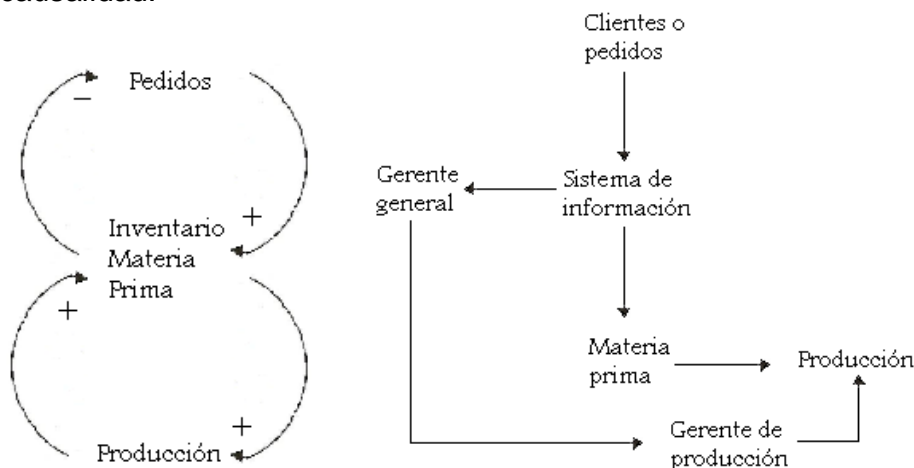 Pedidos
−
+
Inventario
Materia
Prima
+
+
Producción
Clientes o
pedidos
Gerente
general
Sistema de
información
Materia
prima
Producción
Gerente de
producción